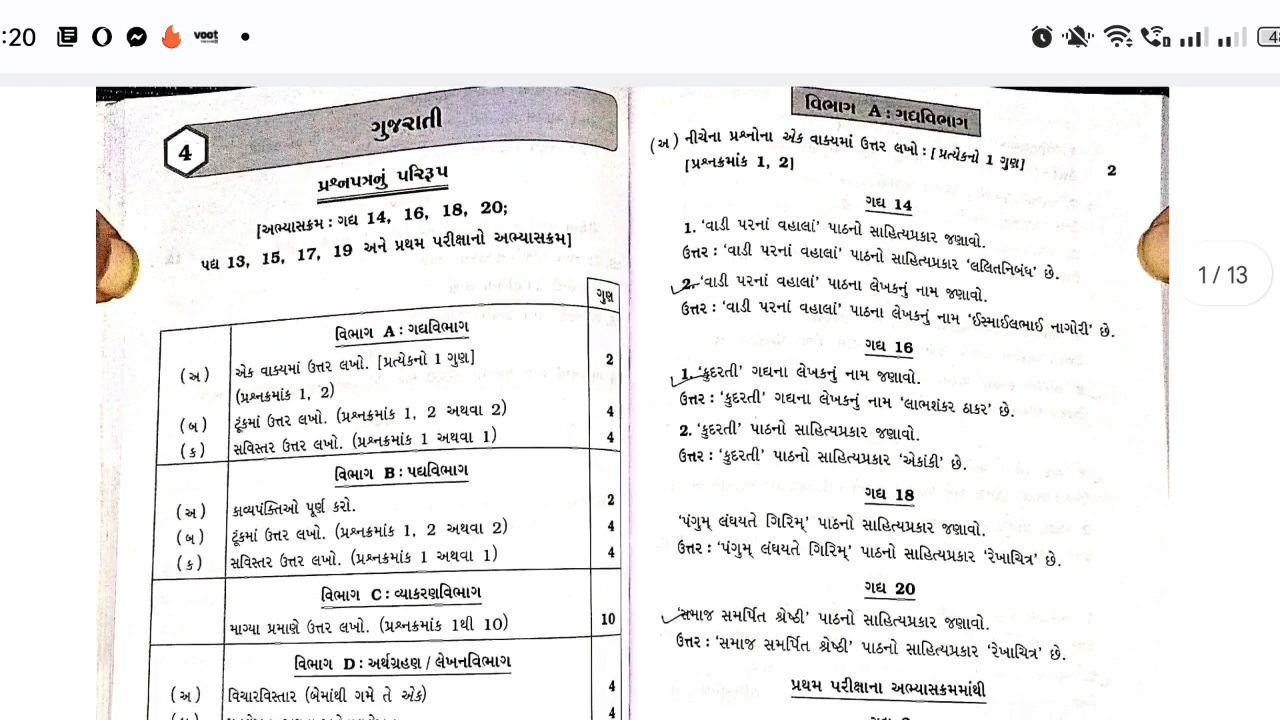 :20
voot
48
1/13
4
ગુજરાતી
પ્રશ્નપત્રનું પરિરૂપ
[અભ્યાસક્રમ : ગદ્ય 14, 16, 18, 20;
પદ્ય 13, 15, 17, 19 અને પ્રથમ પરીક્ષાનો અભ્યાસક્રમ]
ગુણ
વિભાગ A : ગદ્યવિભાગ
(અ) એક વાક્યમાં ઉત્તર લખો. [પ્રત્યેકનો 1 ગુણ] 2
(પ્રશ્નક્રમાંક 1, 2)
(બ) ટૂંકમાં ઉત્તર લખો. (પ્રશ્નક્રમાંક 1, 2 અથવા 2) 4
(ક) સવિસ્તર ઉત્તર લખો. (પ્રશ્નક્રમાંક 1 અથવા 1) 4
વિભાગ B : પદ્યવિભાગ
(અ) કાવ્યપંક્તિઓ પૂર્ણ કરો. 2
(બ) ટૂંકમાં ઉત્તર લખો. (પ્રશ્નક્રમાંક 1, 2 અથવા 2) 4
(ક) સવિસ્તર ઉત્તર લખો. (પ્રશ્નક્રમાંક 1 અથવા 1) 4
વિભાગ C : વ્યાકરણવિભાગ
માગ્યા પ્રમાણે ઉત્તર લખો. (પ્રશ્નક્રમાંક 1થી 10) 10
વિભાગ D : અર્થગ્રહણ / લેખનવિભાગ
(અ) વિચારવિસ્તાર (બેમાંથી ગમે તે એક) 4
4
વિભાગ A : ગદ્યવિભાગ
(અ) નીચેના પ્રશ્નોના એક વાક્યમાં ઉત્તર લખો : [પ્રત્યેકનો 1 ગુણ]
[પ્રશ્નક્રમાંક 1, 2] 2
ગદ્ય 14
1. ‘વાડી પરનાં વહાલાં’ પાઠનો સાહિત્યપ્રકાર જણાવો.
ઉત્તર : ‘વાડી પરનાં વહાલાં’ પાઠનો સાહિત્યપ્રકાર ‘લલિતનિબંધ’ છે.
2. ‘વાડી પરનાં વહાલાં’ પાઠના લેખકનું નામ જણાવો.
ઉત્તર : ‘વાડી પરનાં વહાલાં’ પાઠના લેખકનું નામ ‘ઈસ્માઈલભાઈ નાગોરી’ છે.
ગદ્ય 16
1. ‘કુદરતી’ ગદ્યના લેખકનું નામ જણાવો.
ઉત્તર : ‘કુદરતી’ ગદ્યના લેખકનું નામ ‘લાભશંકર ઠાકર’ છે.
2. ‘કુદરતી’ પાઠનો સાહિત્યપ્રકાર જણાવો.
ઉત્તર : ‘કુદરતી’ પાઠનો સાહિત્યપ્રકાર ‘એકાંકી’ છે.
ગદ્ય 18
‘પંગુમ્ લંઘયતે ગિરિમ્’ પાઠનો સાહિત્યપ્રકાર જણાવો.
ઉત્તર : ‘પંગુમ્ લંઘયતે ગિરિમ્’ પાઠનો સાહિત્યપ્રકાર ‘રેખાચિત્ર’ છે.
ગદ્ય 20
‘સમાજ સમર્પિત શ્રેષ્ઠી’ પાઠનો સાહિત્યપ્રકાર જણાવો.
ઉત્તર : ‘સમાજ સમર્પિત શ્રેષ્ઠી’ પાઠનો સાહિત્યપ્રકાર ‘રેખાચિત્ર’ છે.
પ્રથમ પરીક્ષાના અભ્યાસક્રમમાંથી